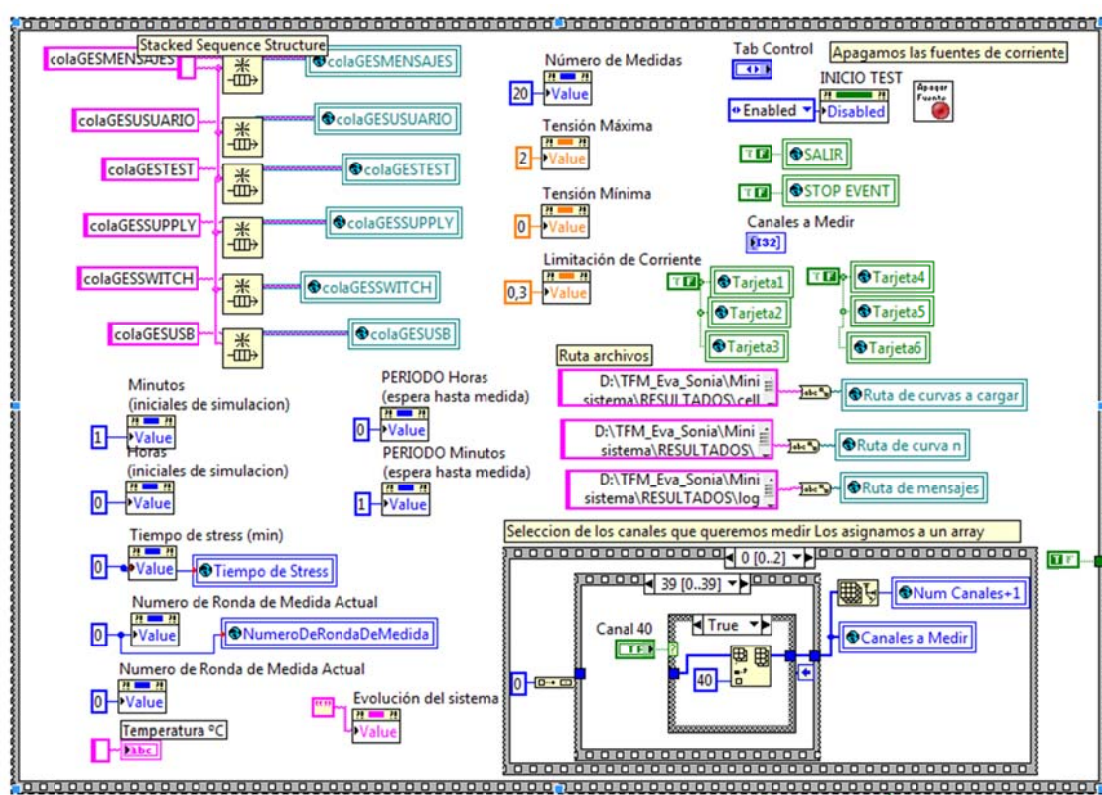 Stacked Sequence Structure
colaGESMENSAJES
colaGESMENSAJES
colaGESUSUARIO
colaGESUSUARIO
colaGESTEST
colaGESTEST
colaGESSUPPLY
colaGESSUPPLY
colaGESSWITCH
colaGESSWITCH
colaGESUSB
colaGESUSB
Número de Medidas
20
Value
Tensión Máxima
2
Value
Tensión Mínima
0
Value
Limitación de Corriente
0,3
Value
Tab Control
Apagamos las fuentes de corriente
INICIO TEST
Enabled
Disabled
Apagar
Fuente
T F
SALIR
T F
STOP EVENT
Canales a Medir
[I32]
T F
Tarjeta1
Tarjeta2
Tarjeta3
T F
Tarjeta4
Tarjeta5
Tarjeta6
Ruta archivos
D:\TFM_Eva_Sonia\Mini
sistema\RESULTADOS\cell
Ruta de curvas a cargar
D:\TFM_Eva_Sonia\Mini
sistema\RESULTADOS\
Ruta de curva n
D:\TFM_Eva_Sonia\Mini
sistema\RESULTADOS\log
Ruta de mensajes
Minutos
(iniciales de simulacion)
1
Value
Horas
(iniciales de simulacion)
0
Value
PERIODO Horas
(espera hasta medida)
0
Value
PERIODO Minutos
(espera hasta medida)
1
Value
Tiempo de stress (min)
0
Value
Tiempo de Stress
Numero de Ronda de Medida Actual
0
Value
NumeroDeRondaDeMedida
Numero de Ronda de Medida Actual
0
Value
Temperatura ºC
abc
Evolución del sistema
Value
Seleccion de los canales que queremos medir Los asignamos a un array
0 [0..2]
39 [0..39]
True
Canal 40
T F
?
40
0
Num Canales+1
Canales a Medir
T F